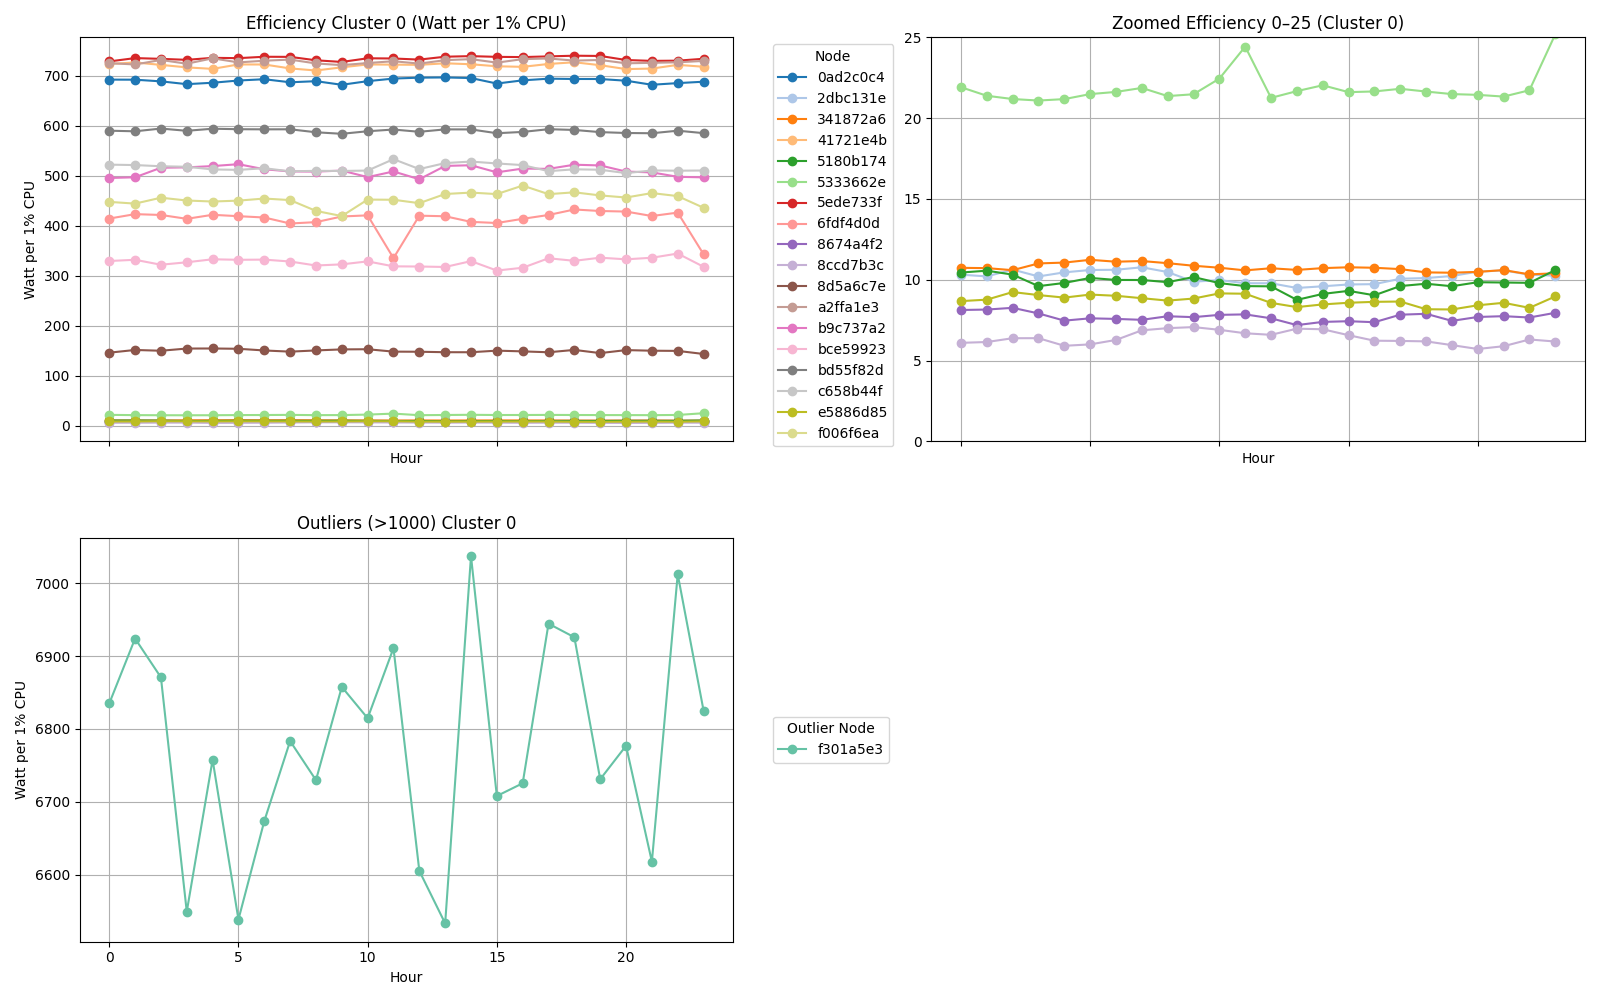 Efficiency Cluster 0 (Watt per 1% CPU)
Watt per 1% CPU
700
600
500
400
300
200
100
0
Hour
Node
0ad2c0c4
2dbc131e
341872a6
41721e4b
5180b174
5333662e
5ede733f
6fdf4d0d
8674a4f2
8ccd7b3c
8d5a6c7e
a2ffa1e3
b9c737a2
bce59923
bd55f82d
c658b44f
e5886d85
f006f6ea
Zoomed Efficiency 0–25 (Cluster 0)
25
20
15
10
5
0
Hour
Outliers (>1000) Cluster 0
Watt per 1% CPU
7000
6900
6800
6700
6600
0 5 10 15 20
Hour
Outlier Node
f301a5e3